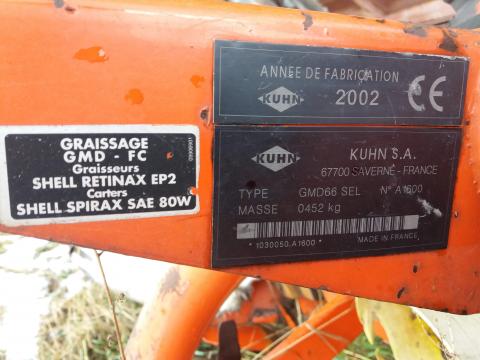 ANNÉE DE FABRICATION
KUHN 2002 CE
GRAISSAGE
GMD - FC
Graisseurs
SHELL RETINAX EP2
Carters
SHELL SPIRAX SAE 80W
KUHN KUHN S.A.
67700 SAVERNE - FRANCE
TYPE GMD66 SEL N° A1600
MASSE 0452 kg
*1030050.A1600*
MADE IN FRANCE